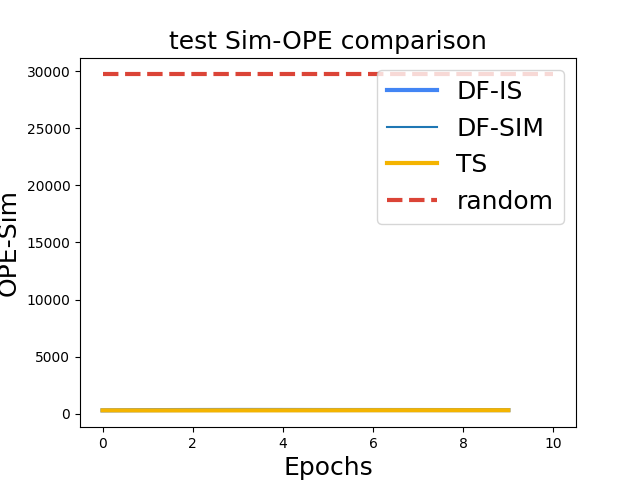 test Sim-OPE comparison
30000
25000
20000
15000
10000
5000
0
OPE-Sim
DF-IS
DF-SIM
TS
random
0 2 4 6 8 10
Epochs